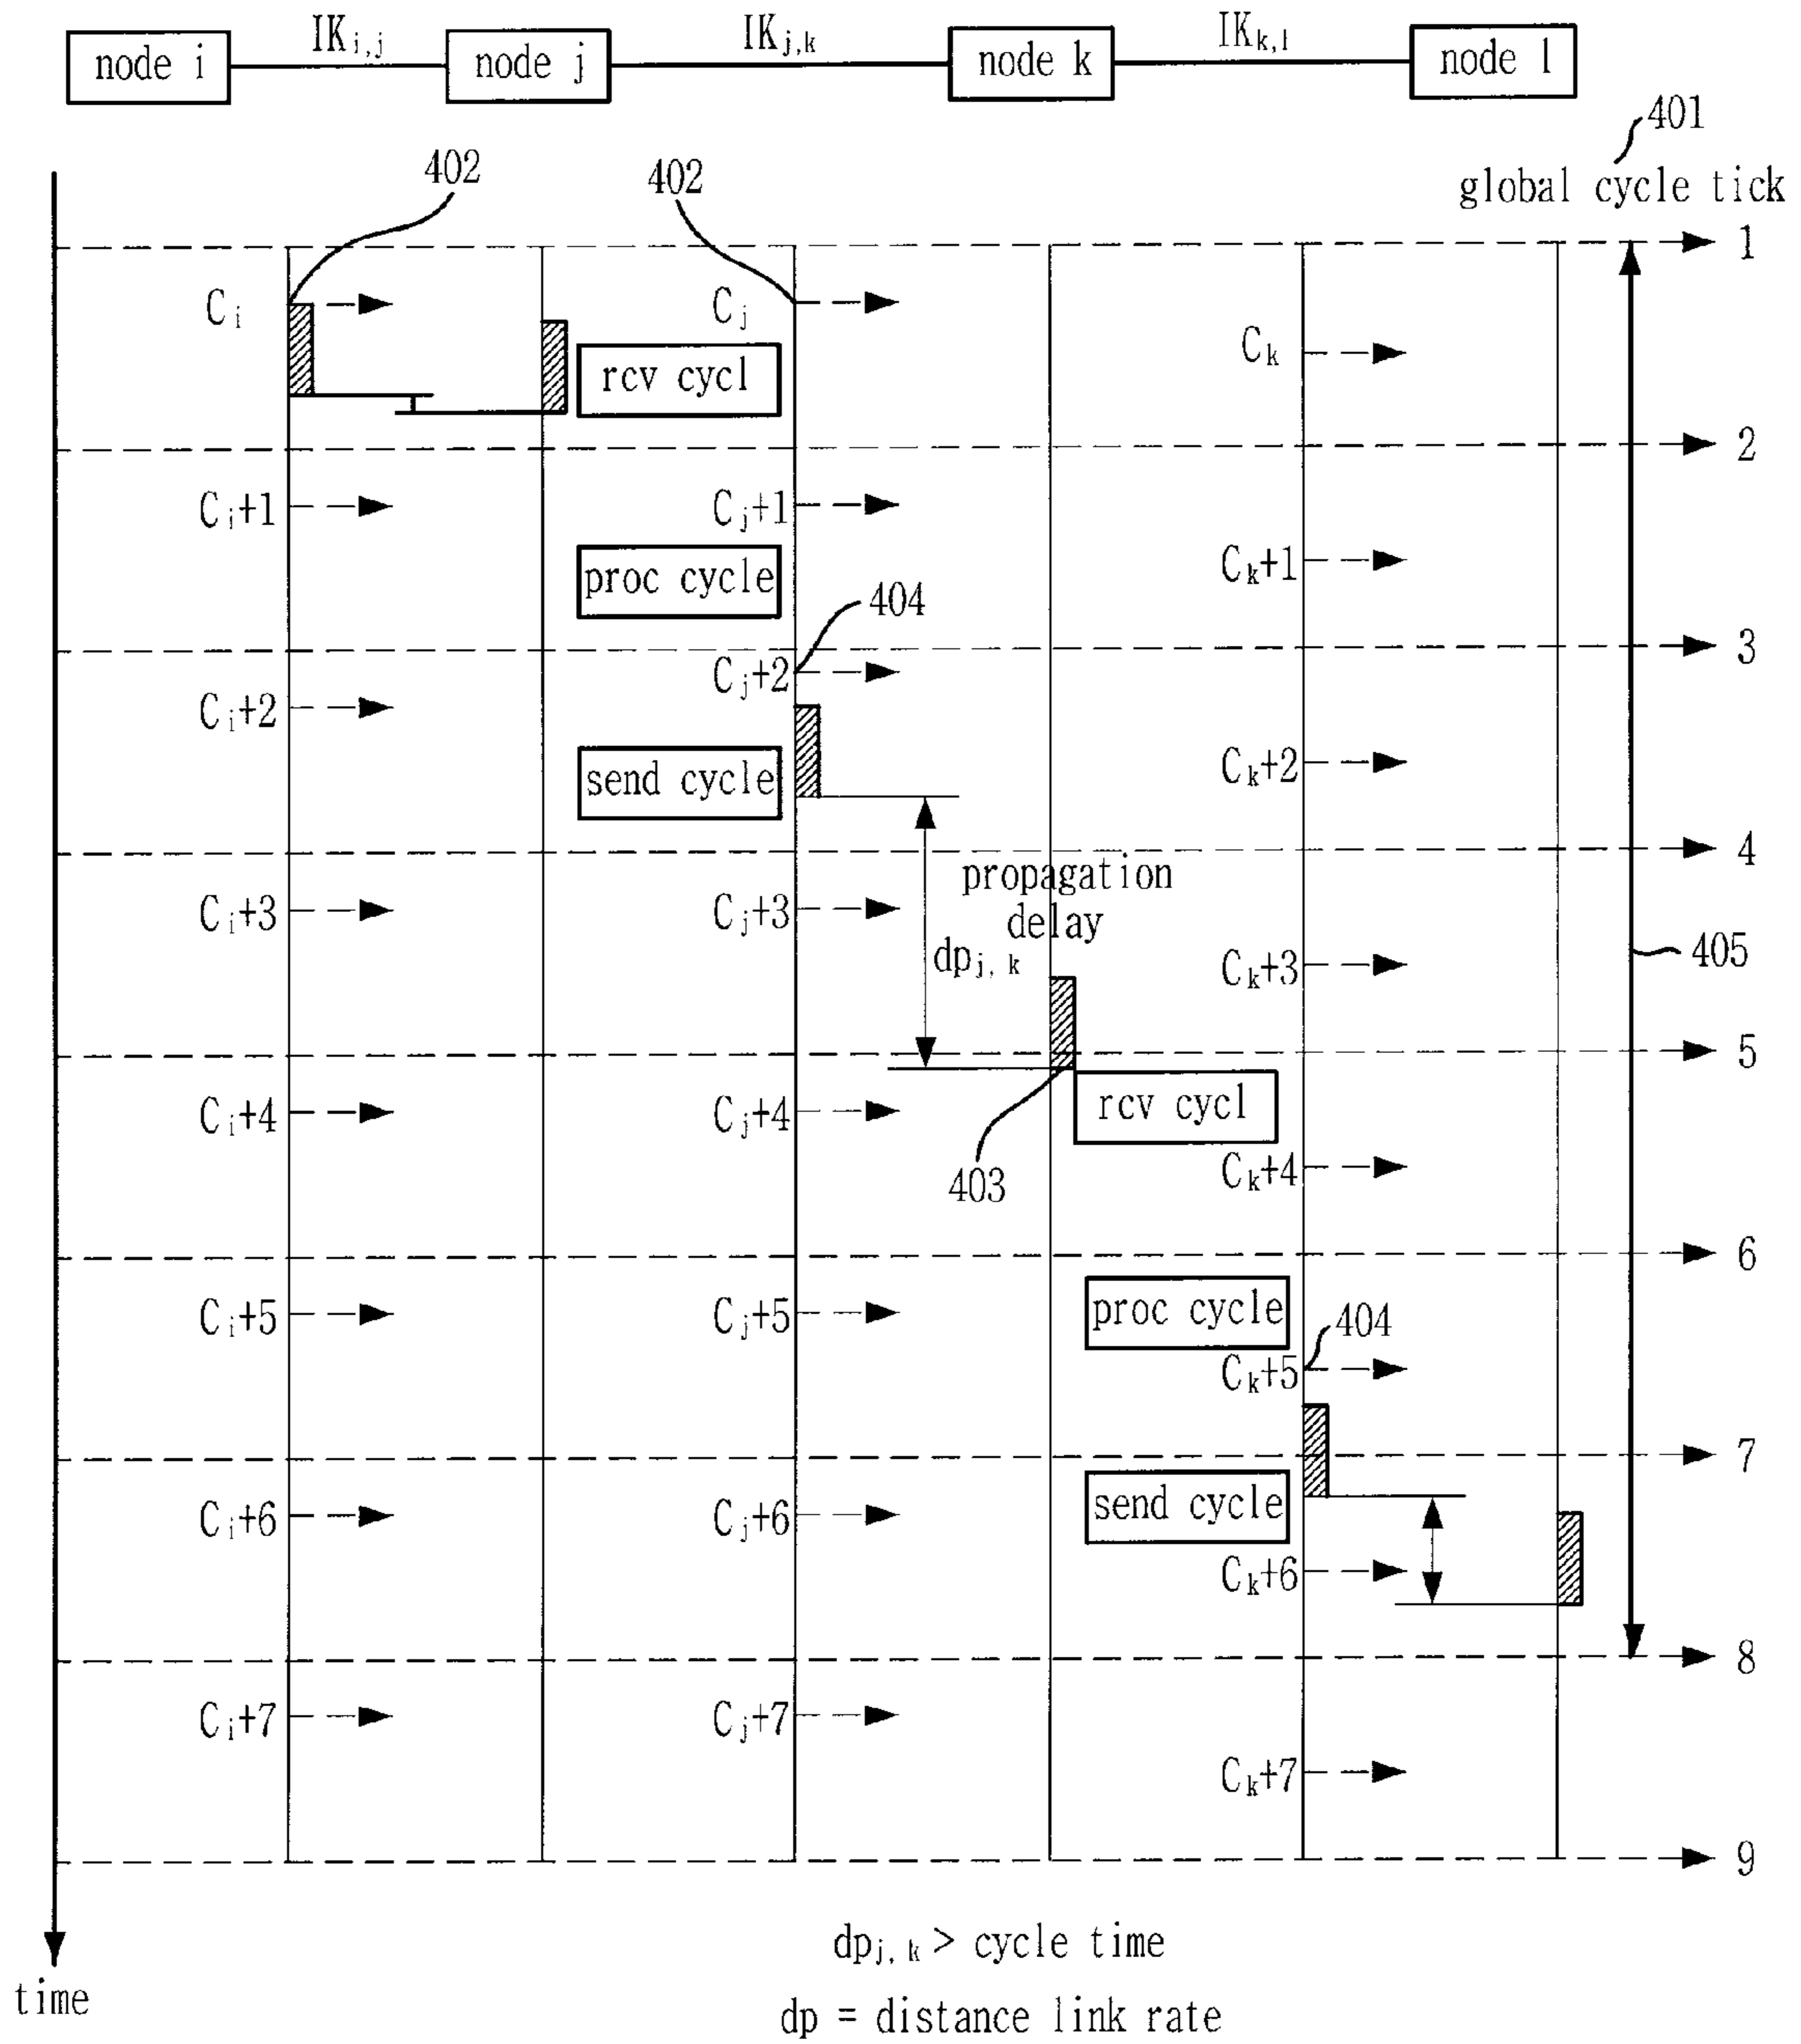 node i IKi,j node j IKj,k node k IKk,l node l
401
global cycle tick
402 402
1
Ci Cj
Ck
rcv cycl
2
Ci+1 Cj+1
Ck+1
proc cycle
404
3
Cj+2
Ci+2
Ck+2
send cycle
4
propagation
delay
Ci+3 Cj+3
dpj, k
Ck+3
405
5
rcv cycl
Ci+4 Cj+4
Ck+4
403
6
proc cycle
Ci+5 Cj+5
404
Ck+5
7
send cycle
Ci+6 Cj+6
Ck+6
8
Ci+7 Cj+7
Ck+7
9
dpj, k > cycle time
time
dp = distance link rate